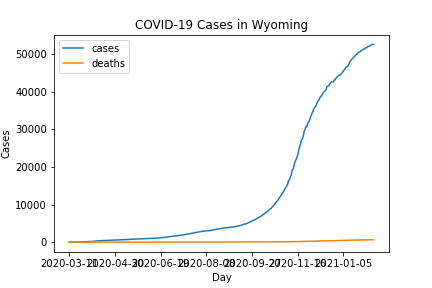 COVID-19 Cases in Wyoming
cases
deaths
50000
40000
30000
20000
10000
0
Cases
2020-03-11 2020-04-30 2020-06-19 2020-08-08 2020-09-27 2020-11-16 2021-01-05
Day